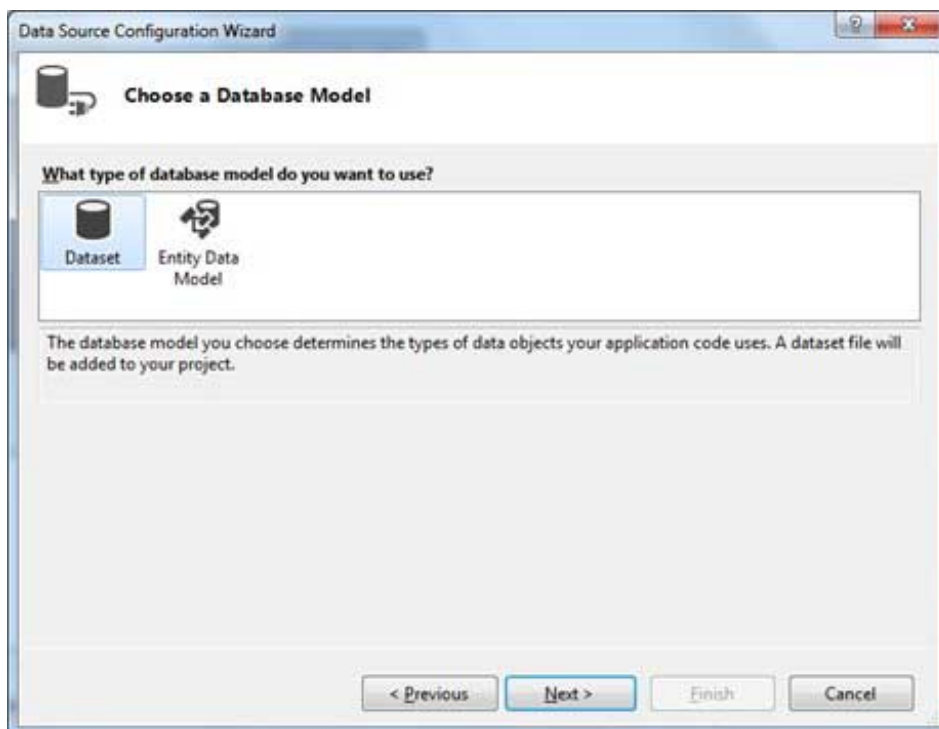 Data Source Configuration Wizard
Choose a Database Model
What type of database model do you want to use?
Dataset
Entity Data
Model
The database model you choose determines the types of data objects your application code uses. A dataset file will
be added to your project.
< Previous
Next >
Finish
Cancel